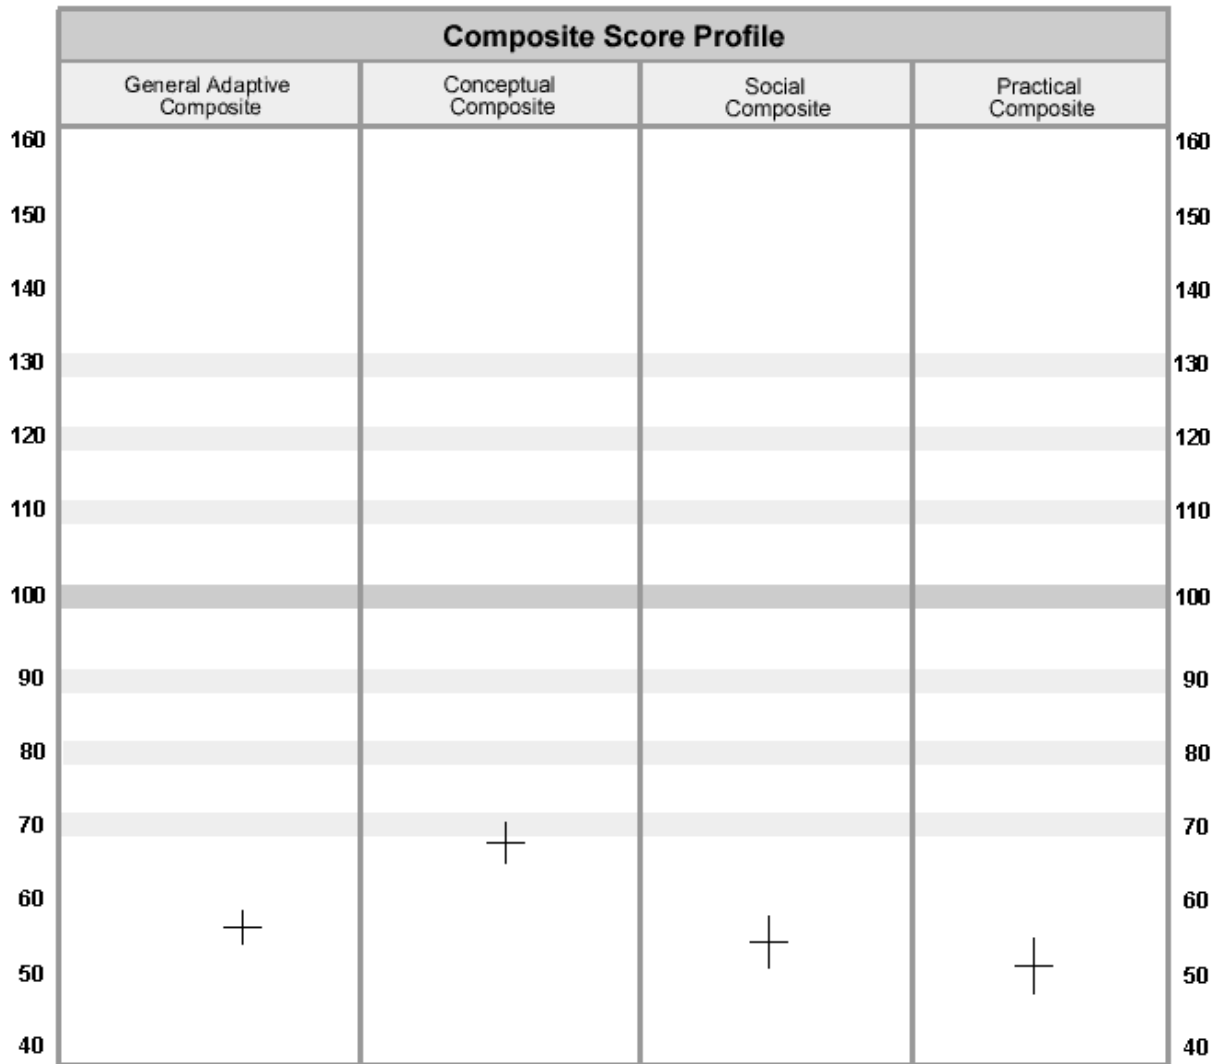 Composite Score Profile
General Adaptive
Composite
Conceptual
Composite
Social
Composite
Practical
Composite
160 160
150 150
140 140
130 130
120 120
110 110
100 100
90 90
80 80
70 70
60 60
50 50
40 40